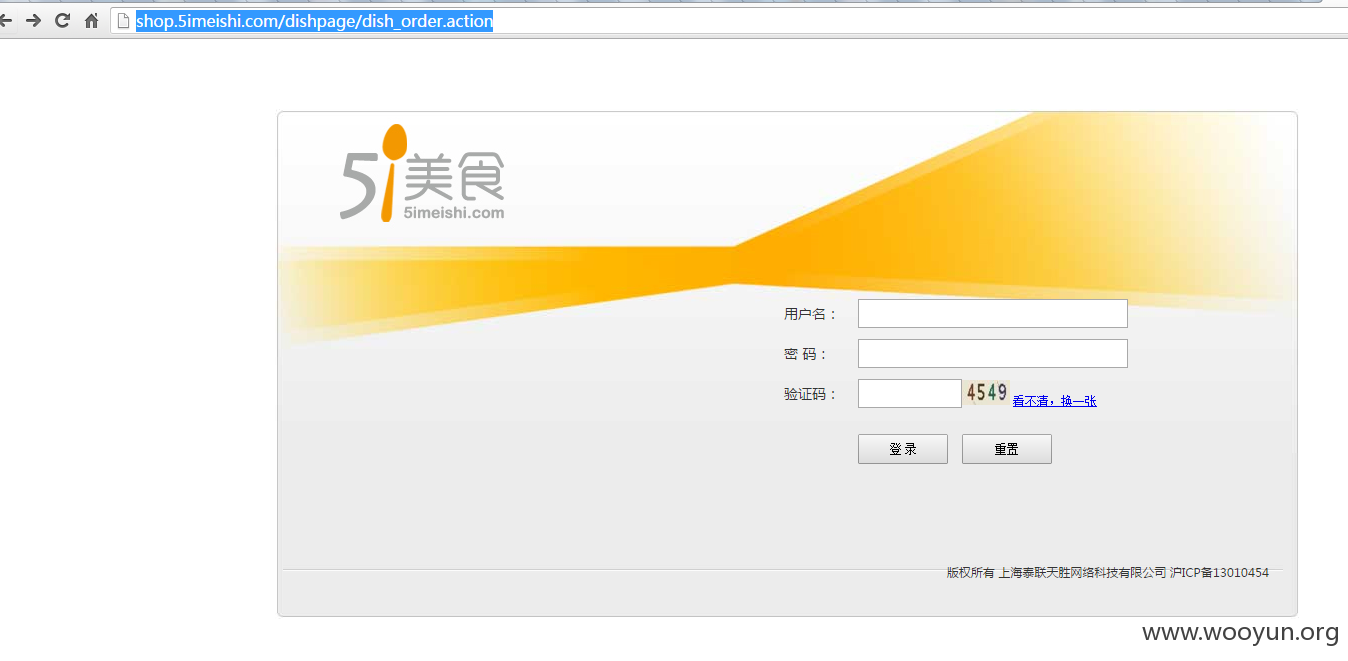 shop.5imeishi.com/dishpage/dish_order.action
5i美食
5imeishi.com
用户名：
密 码：
验证码： 4549 看不清，换一张
登 录 重置
版权所有 上海泰联天胜网络科技有限公司 沪ICP备13010454
www.wooyun.org